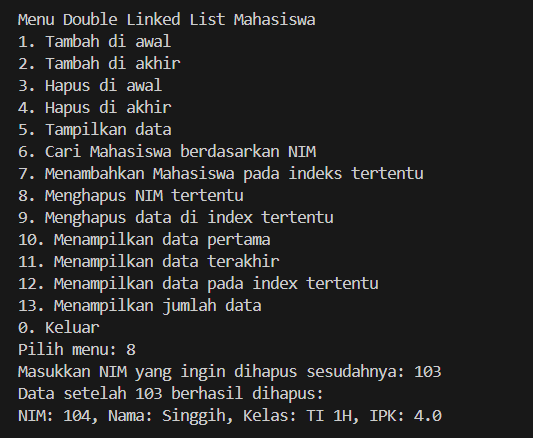 Menu Double Linked List Mahasiswa
1. Tambah di awal
2. Tambah di akhir
3. Hapus di awal
4. Hapus di akhir
5. Tampilkan data
6. Cari Mahasiswa berdasarkan NIM
7. Menambahkan Mahasiswa pada indeks tertentu
8. Menghapus NIM tertentu
9. Menghapus data di index tertentu
10. Menampilkan data pertama
11. Menampilkan data terakhir
12. Menampilkan data pada index tertentu
13. Menampilkan jumlah data
0. Keluar
Pilih menu: 8
Masukkan NIM yang ingin dihapus sesudahnya: 103
Data setelah 103 berhasil dihapus:
NIM: 104, Nama: Singgih, Kelas: TI 1H, IPK: 4.0